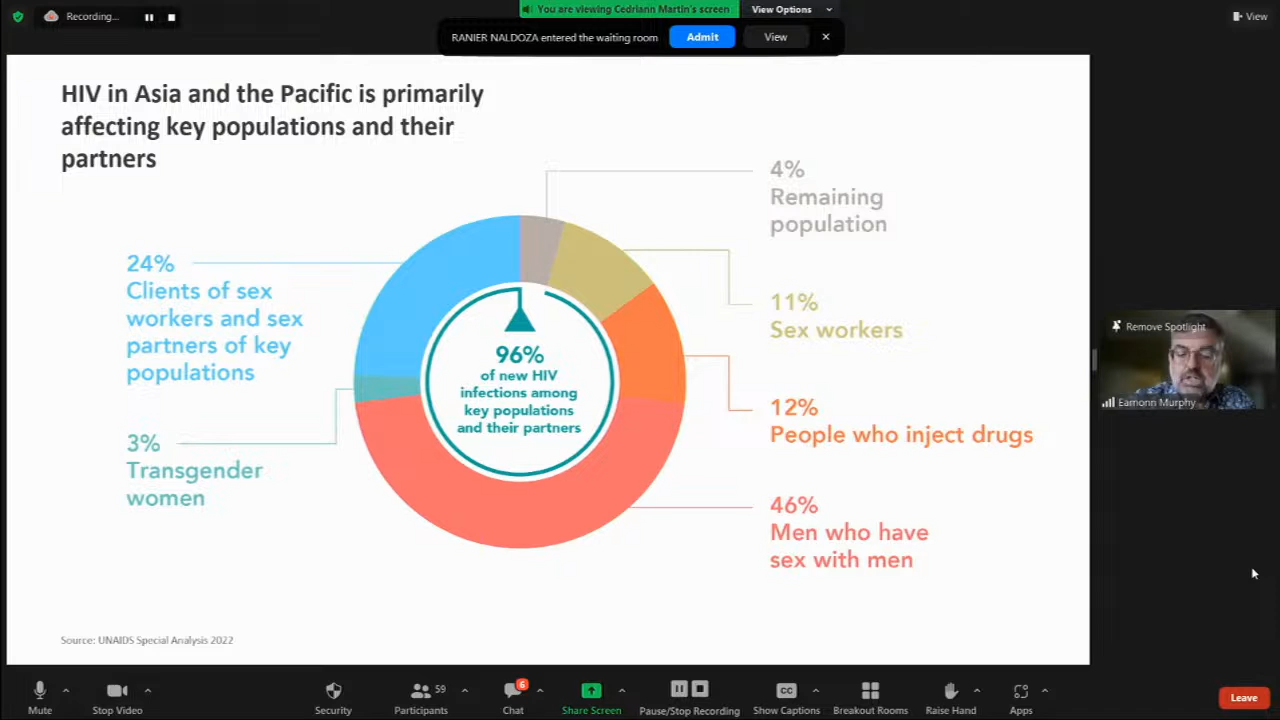 Recording...
You are viewing Cedriann Martin's screen
View Options
View
RANIER NALDOZA entered the waiting room
Admit
View
HIV in Asia and the Pacific is primarily
affecting key populations and their
partners
4%
Remaining
population
24%
Clients of sex
workers and sex
partners of key
populations
11%
Sex workers
96%
of new HIV
infections among
key populations
and their partners
12%
People who inject drugs
3%
Transgender
women
46%
Men who have
sex with men
Source: UNAIDS Special Analysis 2022
Remove Spotlight
Eamonn Murphy
Mute
Stop Video
Security
59
Participants
6
Chat
Share Screen
Pause/Stop Recording
CC
Show Captions
Breakout Rooms
Raise Hand
Apps
Leave